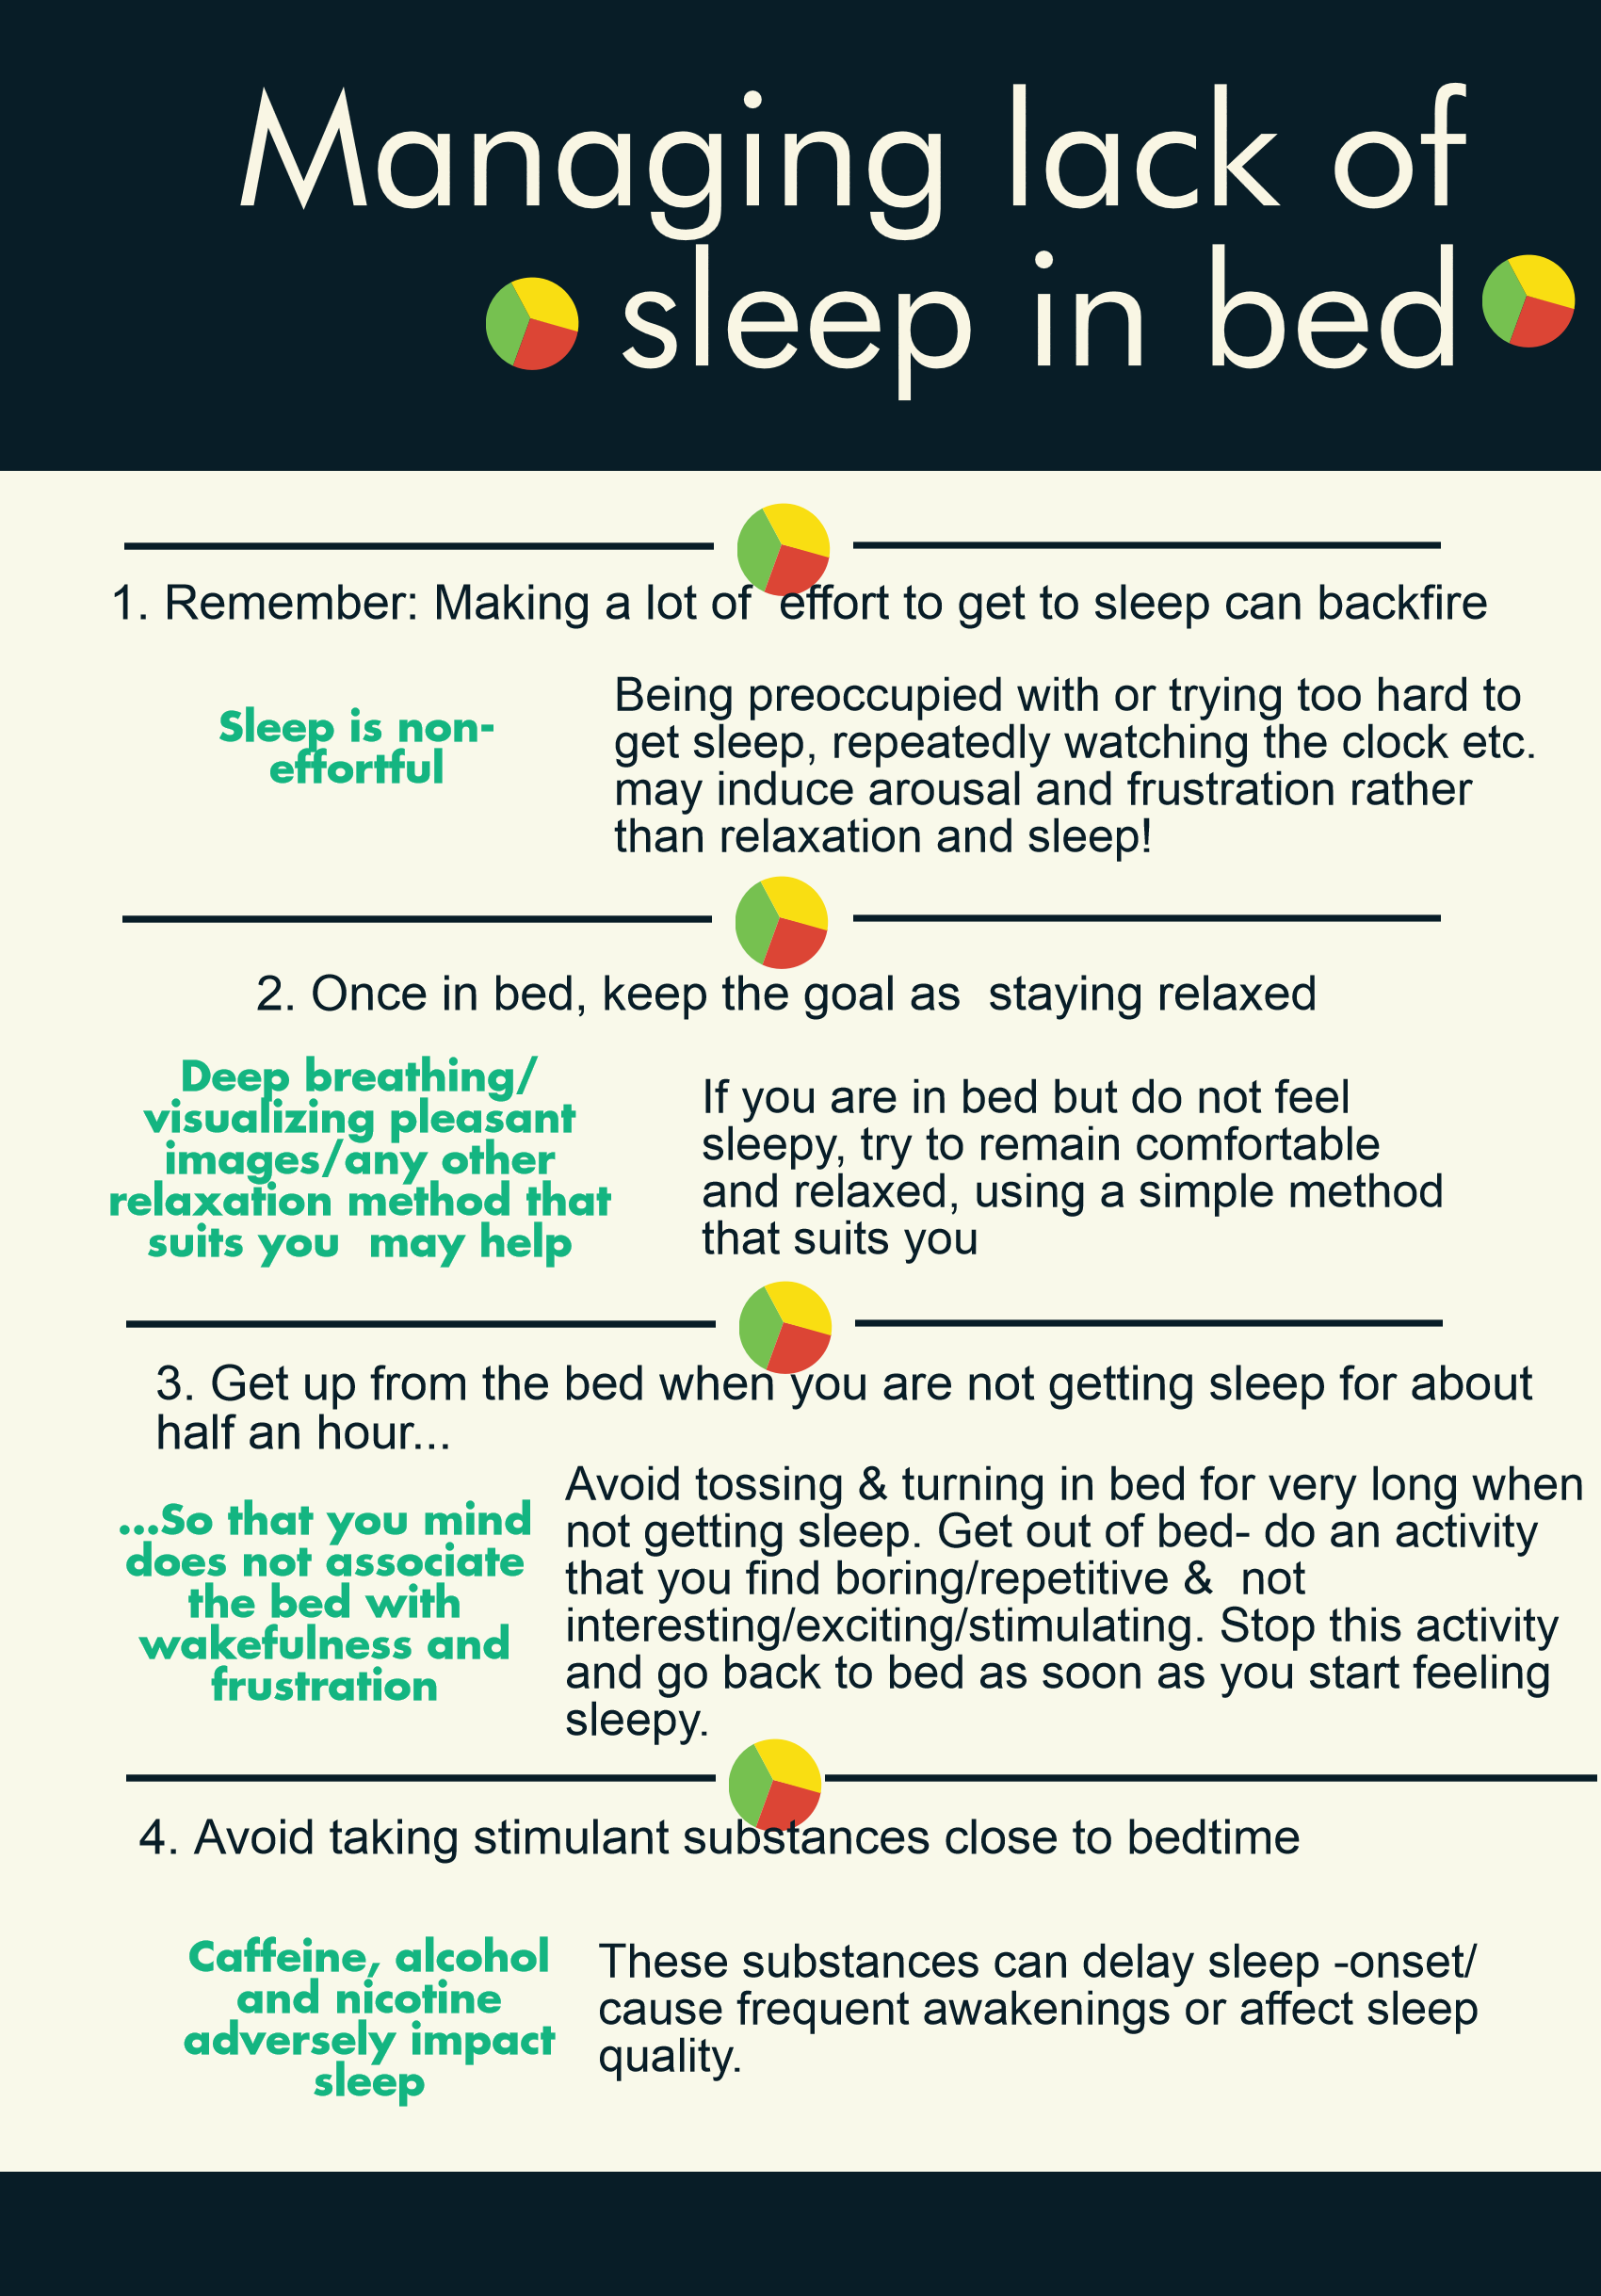 Managing lack of
sleep in bed
1. Remember: Making a lot of  effort to get to sleep can backfire
Sleep is non-
effortful
Being preoccupied with or trying too hard to
get sleep, repeatedly watching the clock etc.
may induce arousal and frustration rather
than relaxation and sleep!
2. Once in bed, keep the goal as  staying relaxed
Deep breathing/
visualizing pleasant
images/any other
relaxation method that
suits you  may help
If you are in bed but do not feel
sleepy, try to remain comfortable
and relaxed, using a simple method
that suits you
3. Get up from the bed when you are not getting sleep for about
half an hour...
...So that you mind
does not associate
the bed with
wakefulness and
frustration
Avoid tossing & turning in bed for very long when
not getting sleep. Get out of bed- do an activity
that you find boring/repetitive &  not
interesting/exciting/stimulating. Stop this activity
and go back to bed as soon as you start feeling
sleepy.
4. Avoid taking stimulant substances close to bedtime
Caffeine, alcohol
and nicotine
adversely impact
sleep
These substances can delay sleep -onset/
cause frequent awakenings or affect sleep
quality.